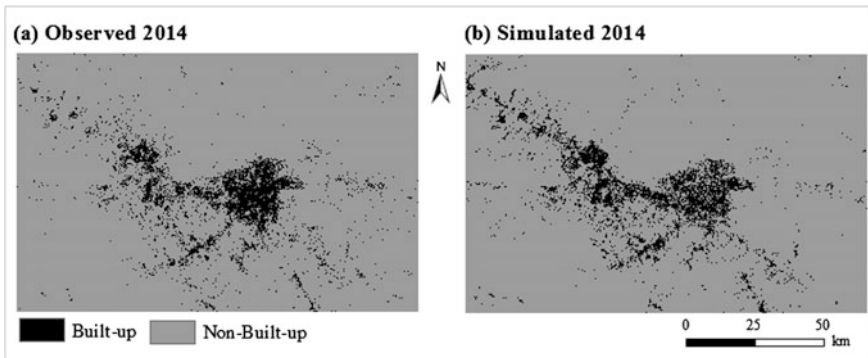 (a) Observed 2014
(b) Simulated 2014
N
Built-up
Non-Built-up
0 25 50
km